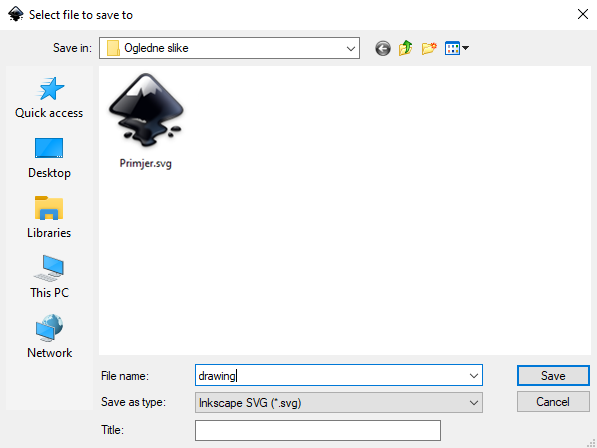 Select file to save to
Save in:
Ogledne slike
Quick access
Desktop
Libraries
This PC
Network
Primjer.svg
File name:
drawing
Save
Save as type:
Inkscape SVG (*.svg)
Cancel
Title: